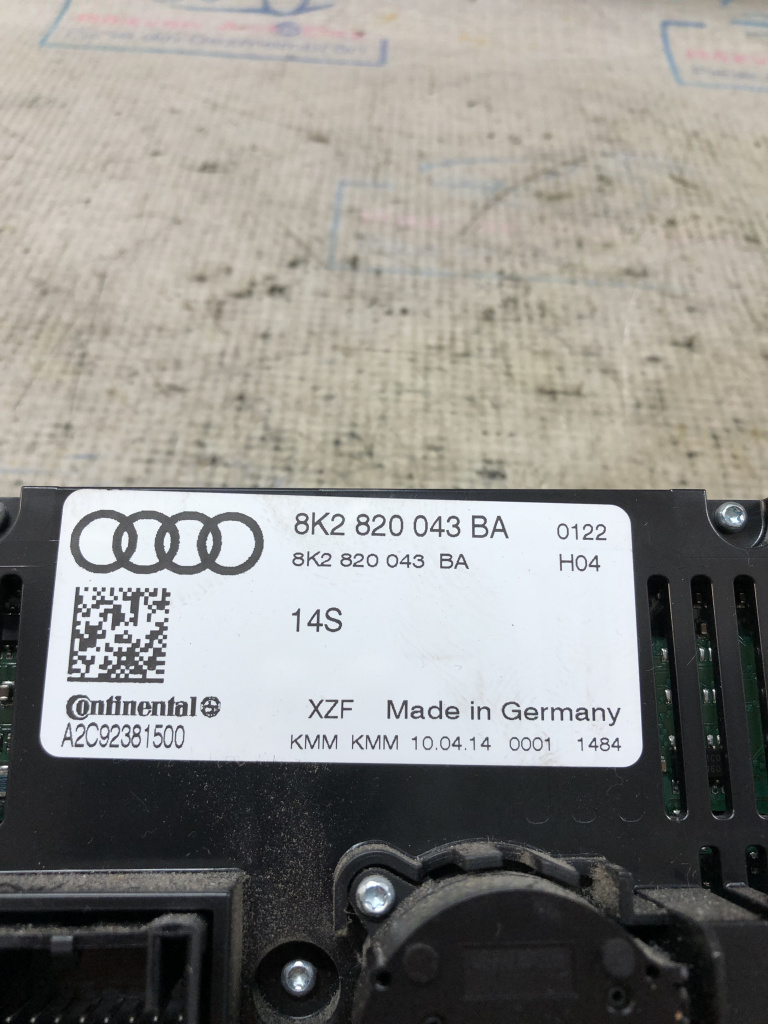 8K2 820 043 BA 0122
8K2 820 043 BA H04
14S
Continental
XZF Made in Germany
A2C92381500
KMM KMM 10.04.14 0001 1484